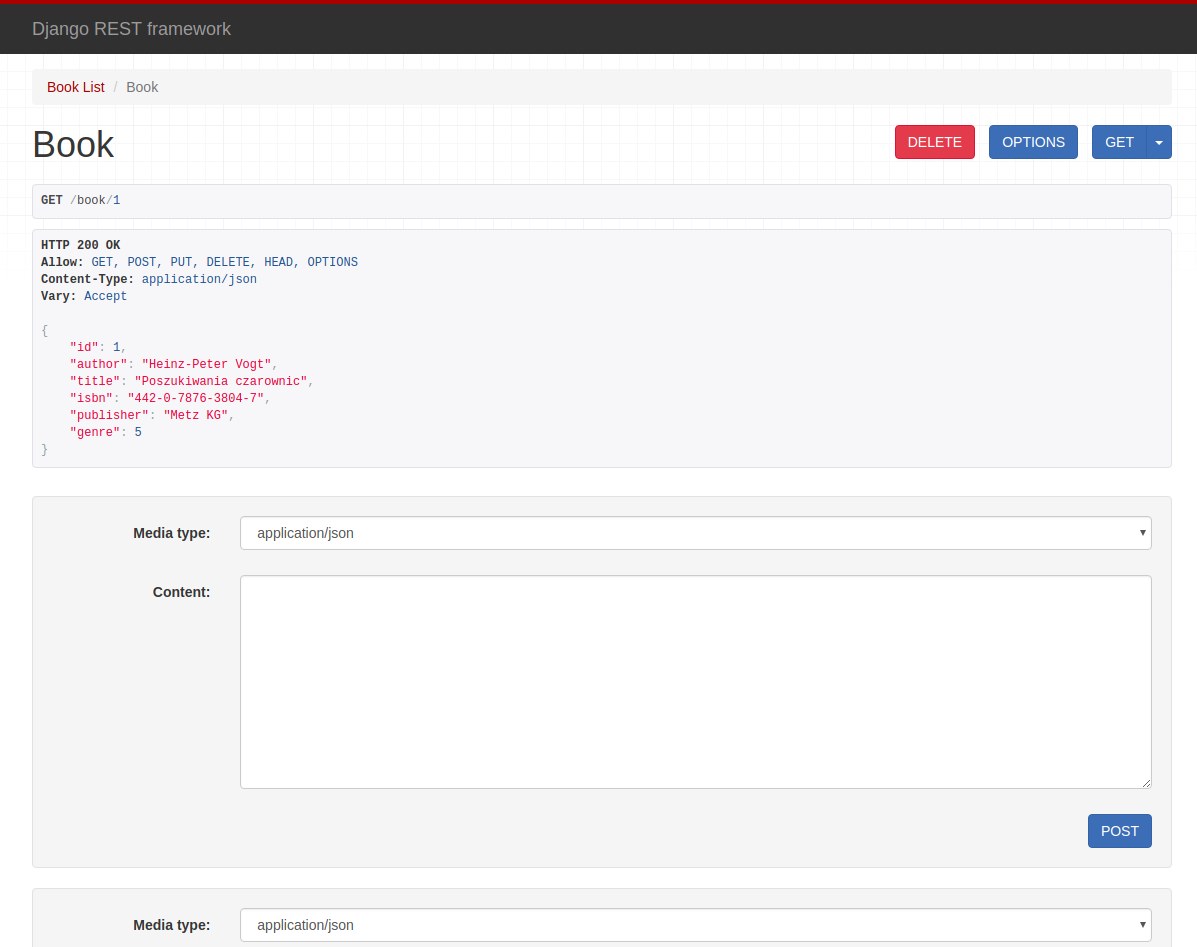 Django REST framework
Book List / Book
Book
DELETE OPTIONS GET
GET /book/1
HTTP 200 OK
Allow: GET, POST, PUT, DELETE, HEAD, OPTIONS
Content-Type: application/json
Vary: Accept
{
"id": 1,
"author": "Heinz-Peter Vogt",
"title": "Poszukiwania czarownic",
"isbn": "442-0-7876-3804-7",
"publisher": "Metz KG",
"genre": 5
}
Media type: application/json
Content:
POST
Media type: application/json